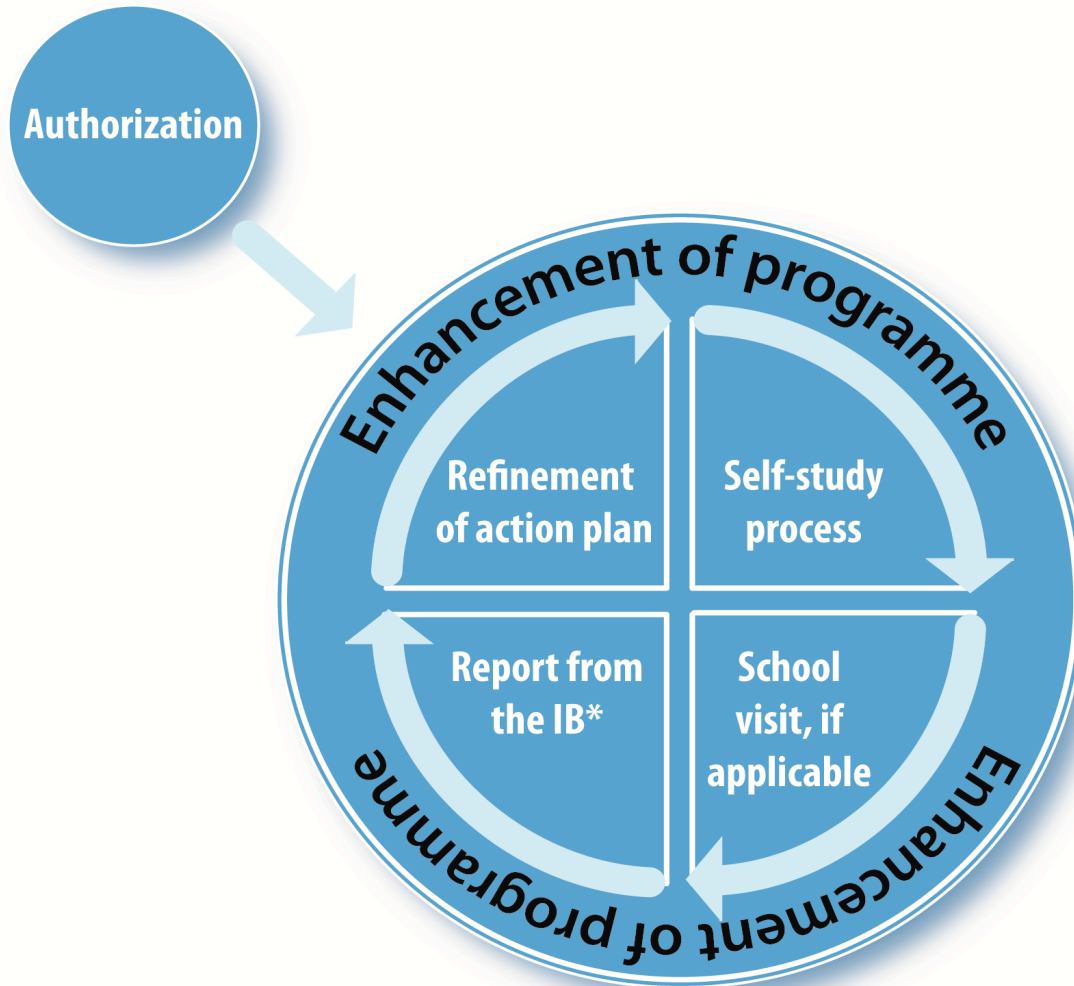 Authorization
Enhancement of programme
Refinement
of action plan
Self-study
process
Report from
the IB*
School
visit, if
applicable
Enhancement of programme